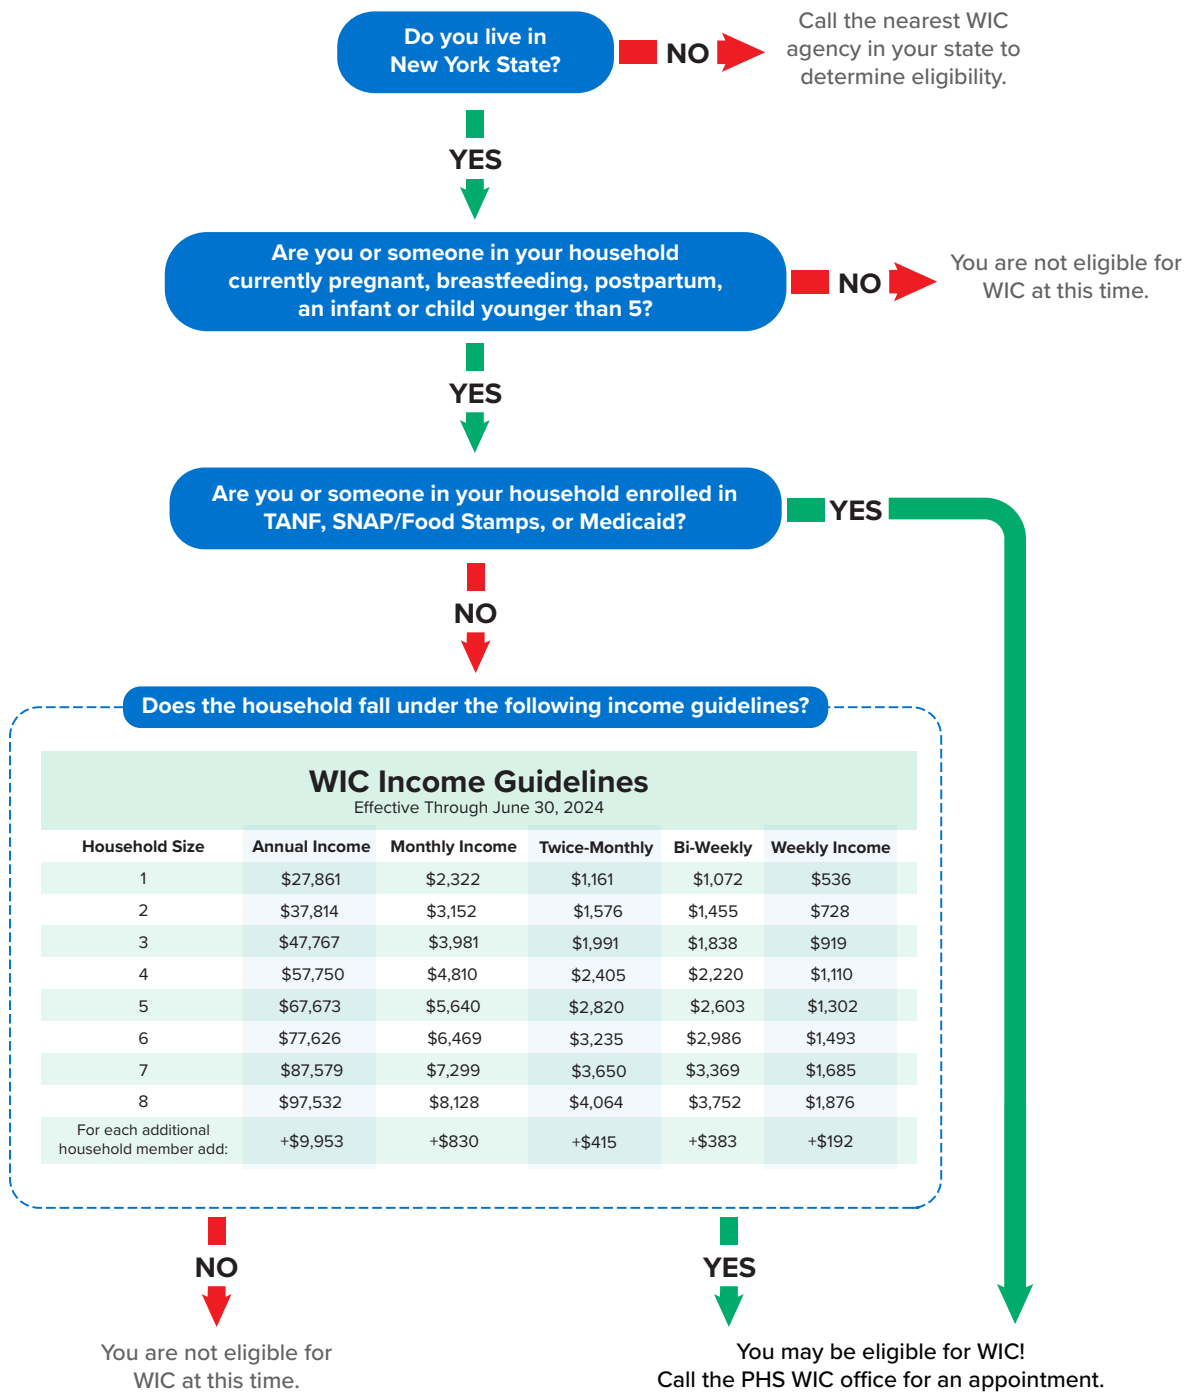 Do you live in
New York State?
NO
Call the nearest WIC
agency in your state to
determine eligibility.
YES
Are you or someone in your household
currently pregnant, breastfeeding, postpartum,
an infant or child younger than 5?
NO
You are not eligible for
WIC at this time.
YES
Are you or someone in your household enrolled in
TANF, SNAP/Food Stamps, or Medicaid?
YES
NO
Does the household fall under the following income guidelines?
WIC Income Guidelines
Effective Through June 30, 2024
Household Size Annual Income Monthly Income Twice-Monthly Bi-Weekly Weekly Income
1 $27,861 $2,322 $1,161 $1,072 $536
2 $37,814 $3,152 $1,576 $1,455 $728
3 $47,767 $3,981 $1,991 $1,838 $919
4 $57,750 $4,810 $2,405 $2,220 $1,110
5 $67,673 $5,640 $2,820 $2,603 $1,302
6 $77,626 $6,469 $3,235 $2,986 $1,493
7 $87,579 $7,299 $3,650 $3,369 $1,685
8 $97,532 $8,128 $4,064 $3,752 $1,876
For each additional
household member add: +$9,953 +$830 +$415 +$383 +$192
NO
You are not eligible for
WIC at this time.
YES
You may be eligible for WIC!
Call the PHS WIC office for an appointment.